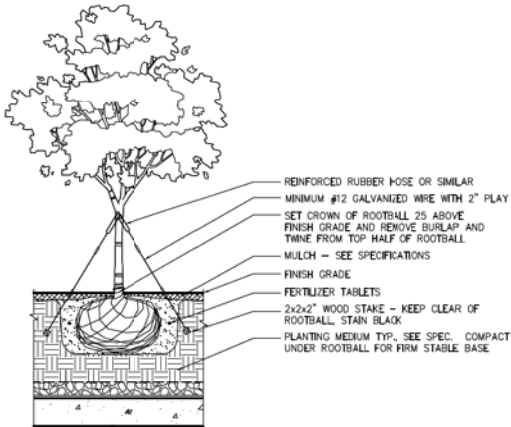 REINFORCED RUBBER HOSE OR SIMILAR
MINIMUM #12 GALVANIZED WIRE WITH 2" PLAY
SET CROWN OF ROOTBALL 25 ABOVE
FINISH GRADE AND REMOVE BURLAP AND
TWINE FROM TOP HALF OF ROOTBALL
MULCH – SEE SPECIFICATIONS
FINISH GRADE
FERTILIZER TABLETS
2x2x2" WOOD STAKE – KEEP CLEAR OF
ROOTBALL, STAIN BLACK
PLANTING MEDIUM TYP., SEE SPEC. COMPACT
UNDER ROOTBALL FOR FIRM STABLE BASE